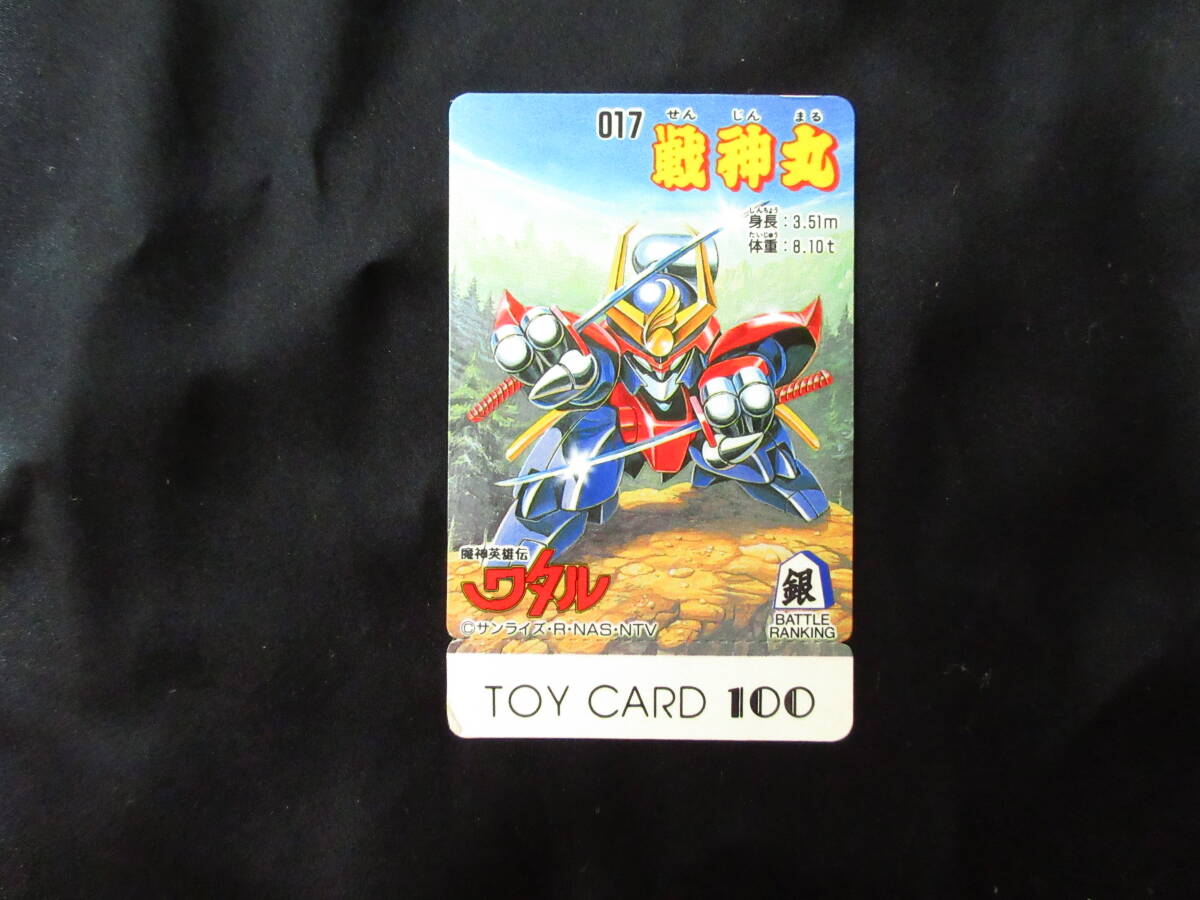 017
せん じん まる
戦神丸
しんちょう
身長：3.51m
たいじゅう
体重：8.10t
魔神英雄伝
ワタル
©サンライズ・R・NAS・NTV
銀
BATTLE
RANKING
TOY CARD 100